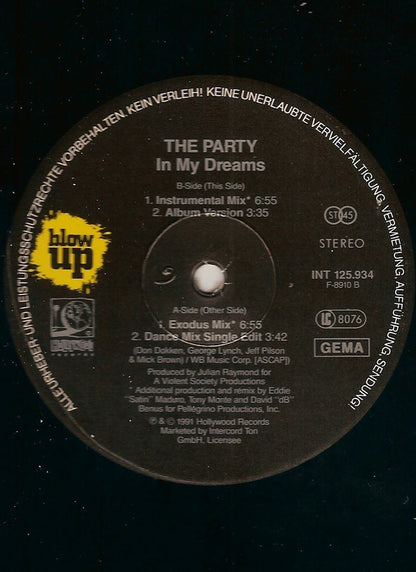 ALLE URHEBER- UND LEISTUNGSSCHUTZRECHTE VORBEHALTEN. KEIN VERLEIH! KEINE UNERLAUBTE VERVIELFÄLTIGUNG, VERMIETUNG, AUFFÜHRUNG, SENDUNG!
THE PARTY
In My Dreams
B-Side (This Side)
1. Instrumental Mix* 6:55
2. Album Version 3:35
blow
up
ST045
STEREO
INT 125.934
F-8910 B
LC 8076
GEMA
A-Side (Other Side)
1. Exodus Mix* 6:55
2. Dance Mix Single Edit 3:42
(Don Dokken, George Lynch, Jeff Pilson
& Mick Brown) / WB Music Corp. [ASCAP])
Produced by Julian Raymond for
A Violent Society Productions
* Additional production and remix by Eddie
"Satin" Maduro, Tony Monte and David "dB"
Benus for Pellégrino Productions, Inc.
℗ & © 1991 Hollywood Records
Marketed by Intercord Ton
GmbH, Licensee